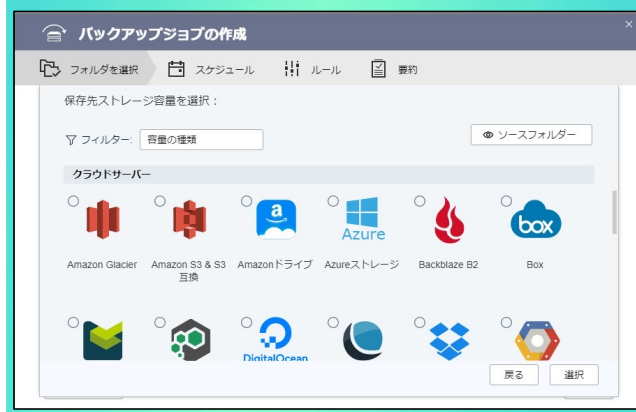 バックアップジョブの作成
フォルダを選択 スケジュール ルール 要約
保存先ストレージ容量を選択：
フィルター: 容量の種類 ソースフォルダー
クラウドサーバー
a Azure box
Amazon Glacier Amazon S3 & S3 互換 Amazonドライブ Azureストレージ Backblaze B2 Box
DigitalOcean
戻る 選択